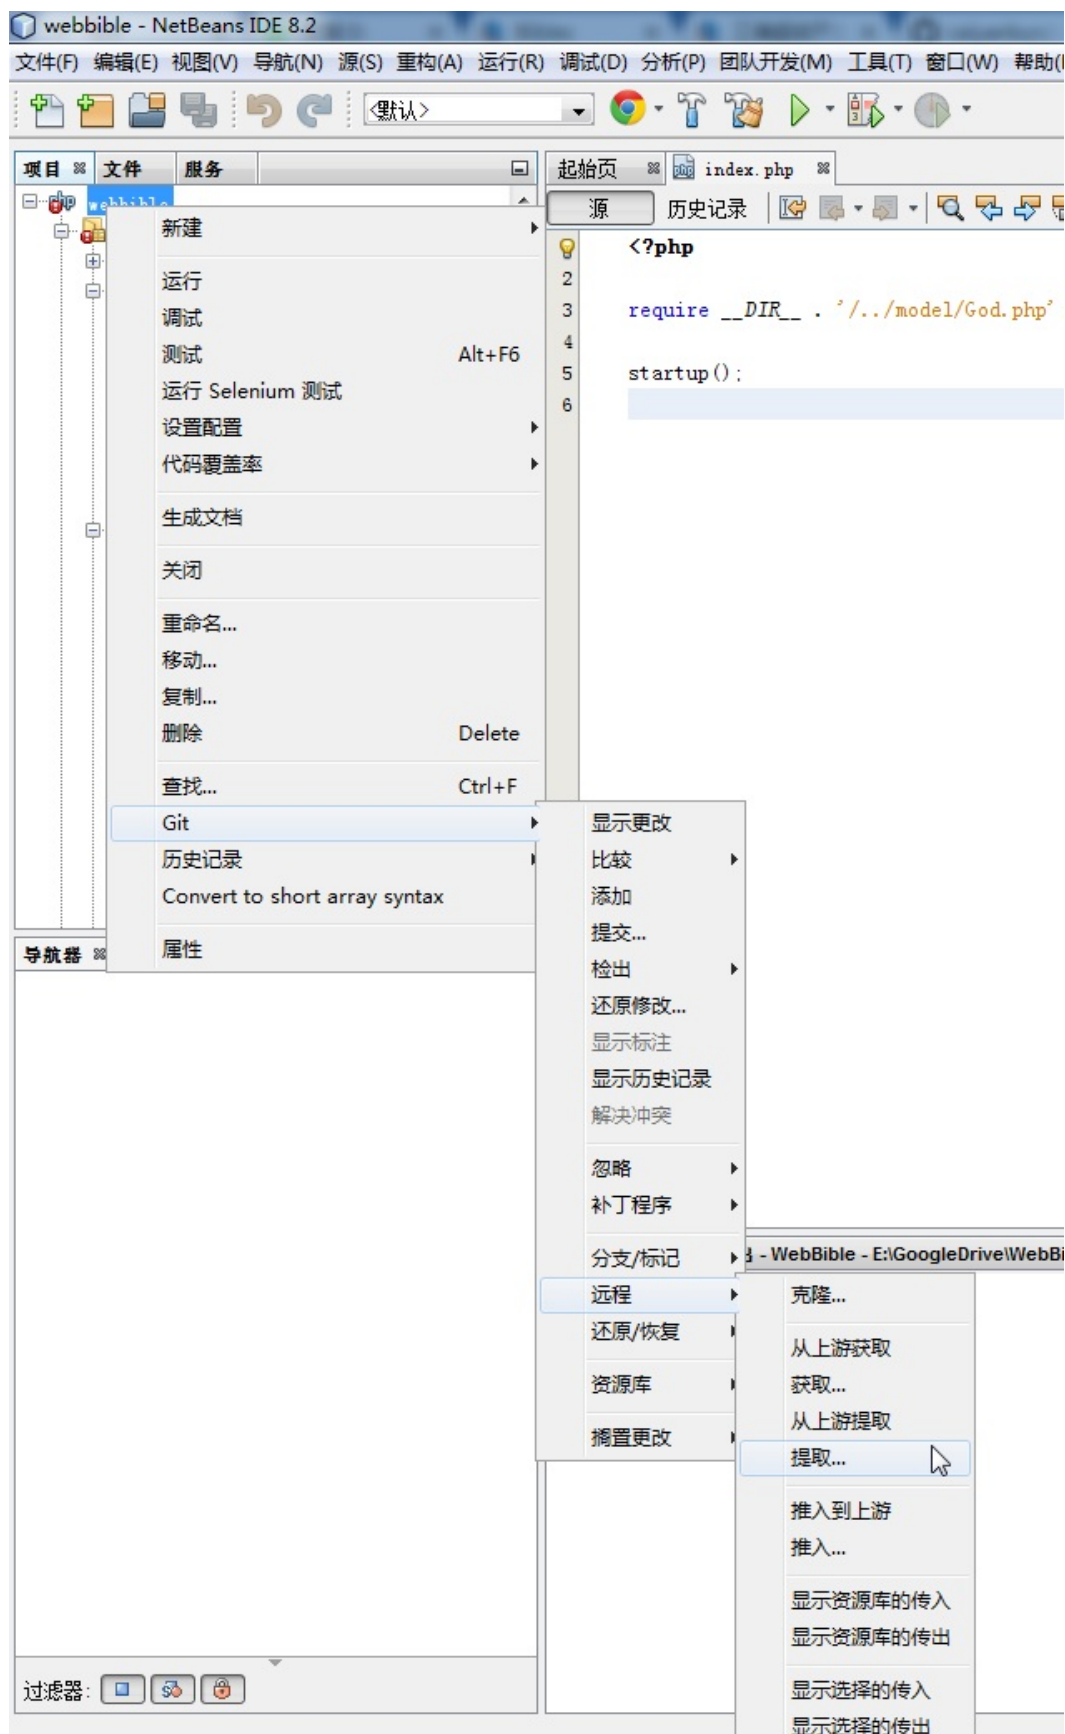 webbible - NetBeans IDE 8.2
文件(F) 编辑(E) 视图(V) 导航(N) 源(S) 重构(A) 运行(R) 调试(D) 分析(P) 团队开发(M) 工具(T) 窗口(W) 帮助(
<默认>
项目 文件 服务
起始页 index.php
webbible
源 历史记录
新建
运行
调试
测试 Alt+F6
运行 Selenium 测试
设置配置
代码覆盖率
生成文档
关闭
重命名...
移动...
复制...
删除 Delete
查找... Ctrl+F
Git
历史记录
Convert to short array syntax
属性
<?php
2
3 require __DIR__ . '/../model/God.php'
4
5 startup();
6
导航器
显示更改
比较
添加
提交...
检出
还原修改...
显示标注
显示历史记录
解决冲突
忽略
补丁程序
分支/标记
远程
还原/恢复
资源库
搁置更改
- WebBible - E:\GoogleDrive\WebBi
克隆...
从上游获取
获取...
从上游提取
提取...
推入到上游
推入...
显示资源库的传入
显示资源库的传出
显示选择的传入
显示选择的传出
过滤器: